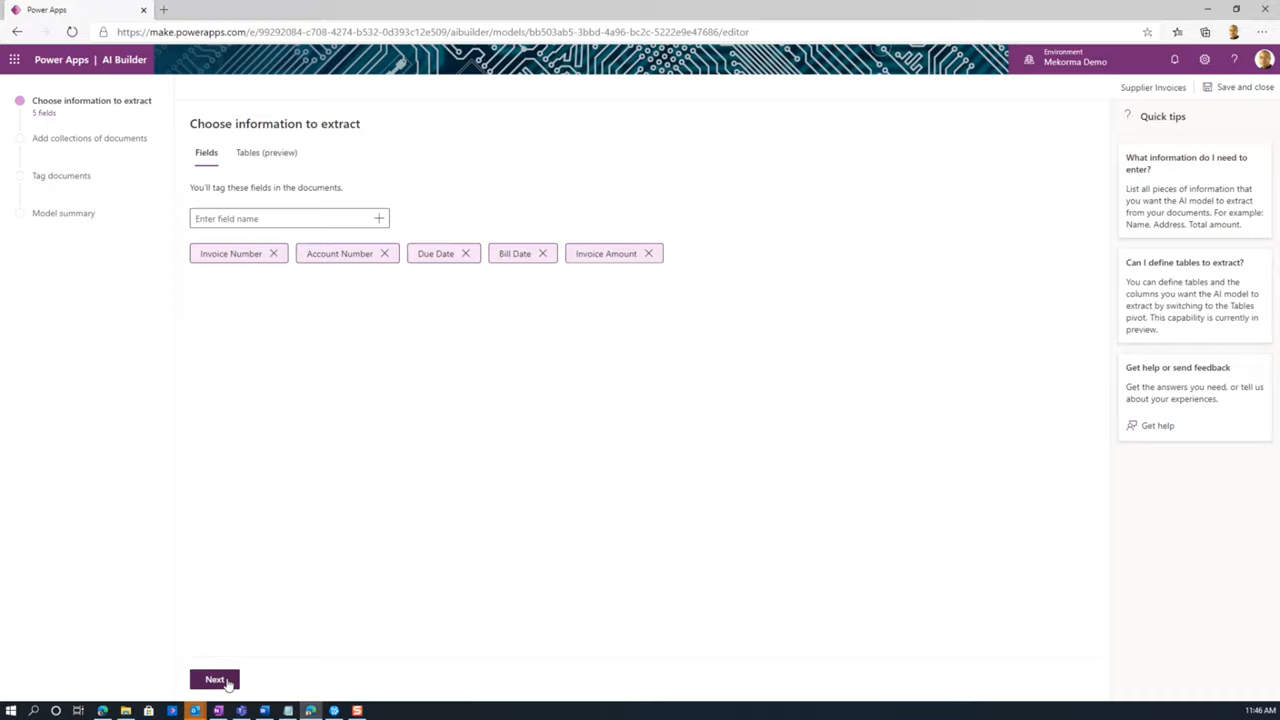 Power Apps
https://make.powerapps.com/e/99292084-c708-4274-b532-0d393c12e509/aibuilder/models/bb503ab5-3bbd-4a96-bc2c-5222e9e47686/editor
Power Apps | AI Builder
Environment
Mekorma Demo
Supplier Invoices
Save and close
Choose information to extract
5 fields
Add collections of documents
Tag documents
Model summary
Choose information to extract
Fields
Tables (preview)
You'll tag these fields in the documents.
Enter field name
Invoice Number
Account Number
Due Date
Bill Date
Invoice Amount
Next
Quick tips
What information do I need to
enter?
List all pieces of information that
you want the AI model to extract
from your documents. For example:
Name, Address, Total amount.
Can I define tables to extract?
You can define tables and the
columns you want the AI model to
extract by switching to the Tables
pivot. This capability is currently in
preview.
Get help or send feedback
Get the answers you need, or tell us
about your experiences.
Get help
11:46 AM